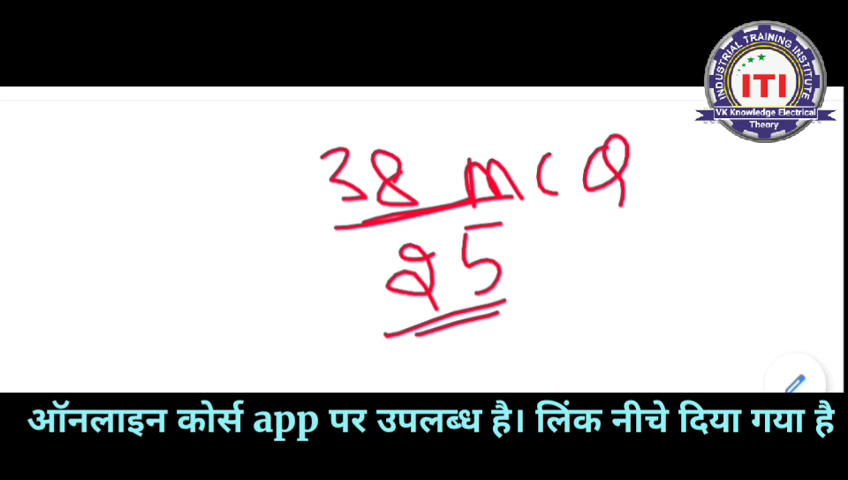 INDUSTRIAL TRAINING INSTITUTE
ITI
VK Knowledge Electrical
Theory
38 MCQ
25
ऑनलाइन कोर्स app पर उपलब्ध है। लिंक नीचे दिया गया है